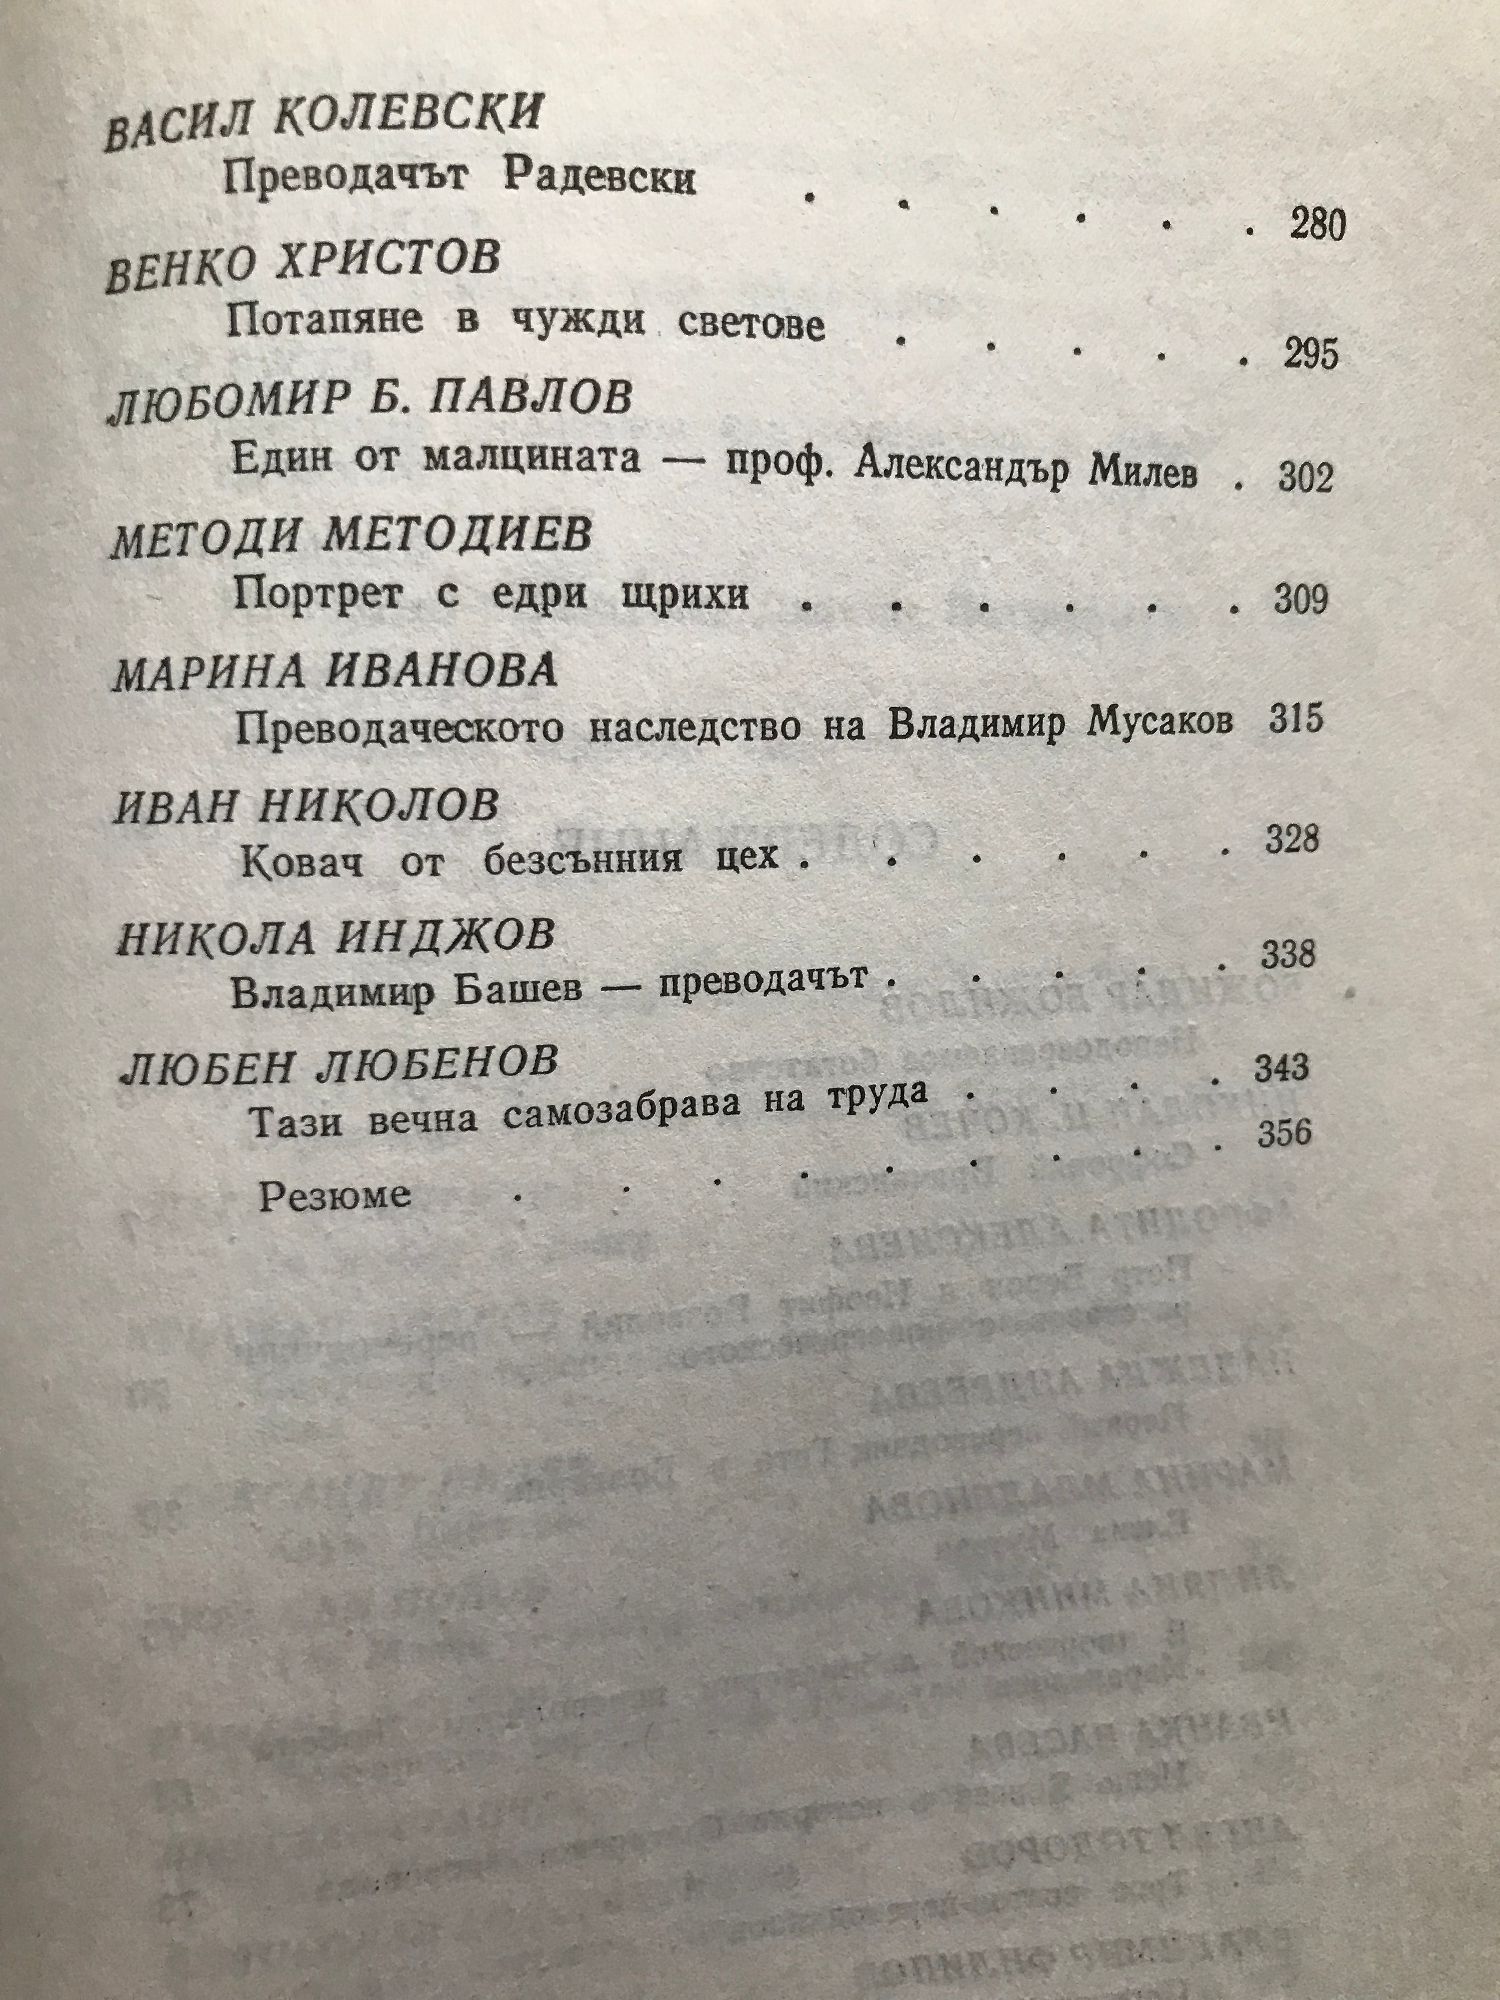 ВАСИЛ КОЛЕВСКИ
Преводачът Радевски . . . . . . 280
ВЕНКО ХРИСТОВ
Потапяне в чужди светове . . . . . 295
ЛЮБОМИР Б. ПАВЛОВ
Един от малцината — проф. Александър Милев . 302
МЕТОДИ МЕТОДИЕВ
Портрет с едри щрихи . . . . . . 309
МАРИНА ИВАНОВА
Преводаческото наследство на Владимир Мусаков 315
ИВАН НИКОЛОВ
Ковач от безсънния цех . . . . . . 328
НИКОЛА ИНДЖОВ
Владимир Башев — преводачът . . . . . 338
ЛЮБЕН ЛЮБЕНОВ
Тази вечна самозабрава на труда . . . . 343
Резюме . . . . . . . . . 356